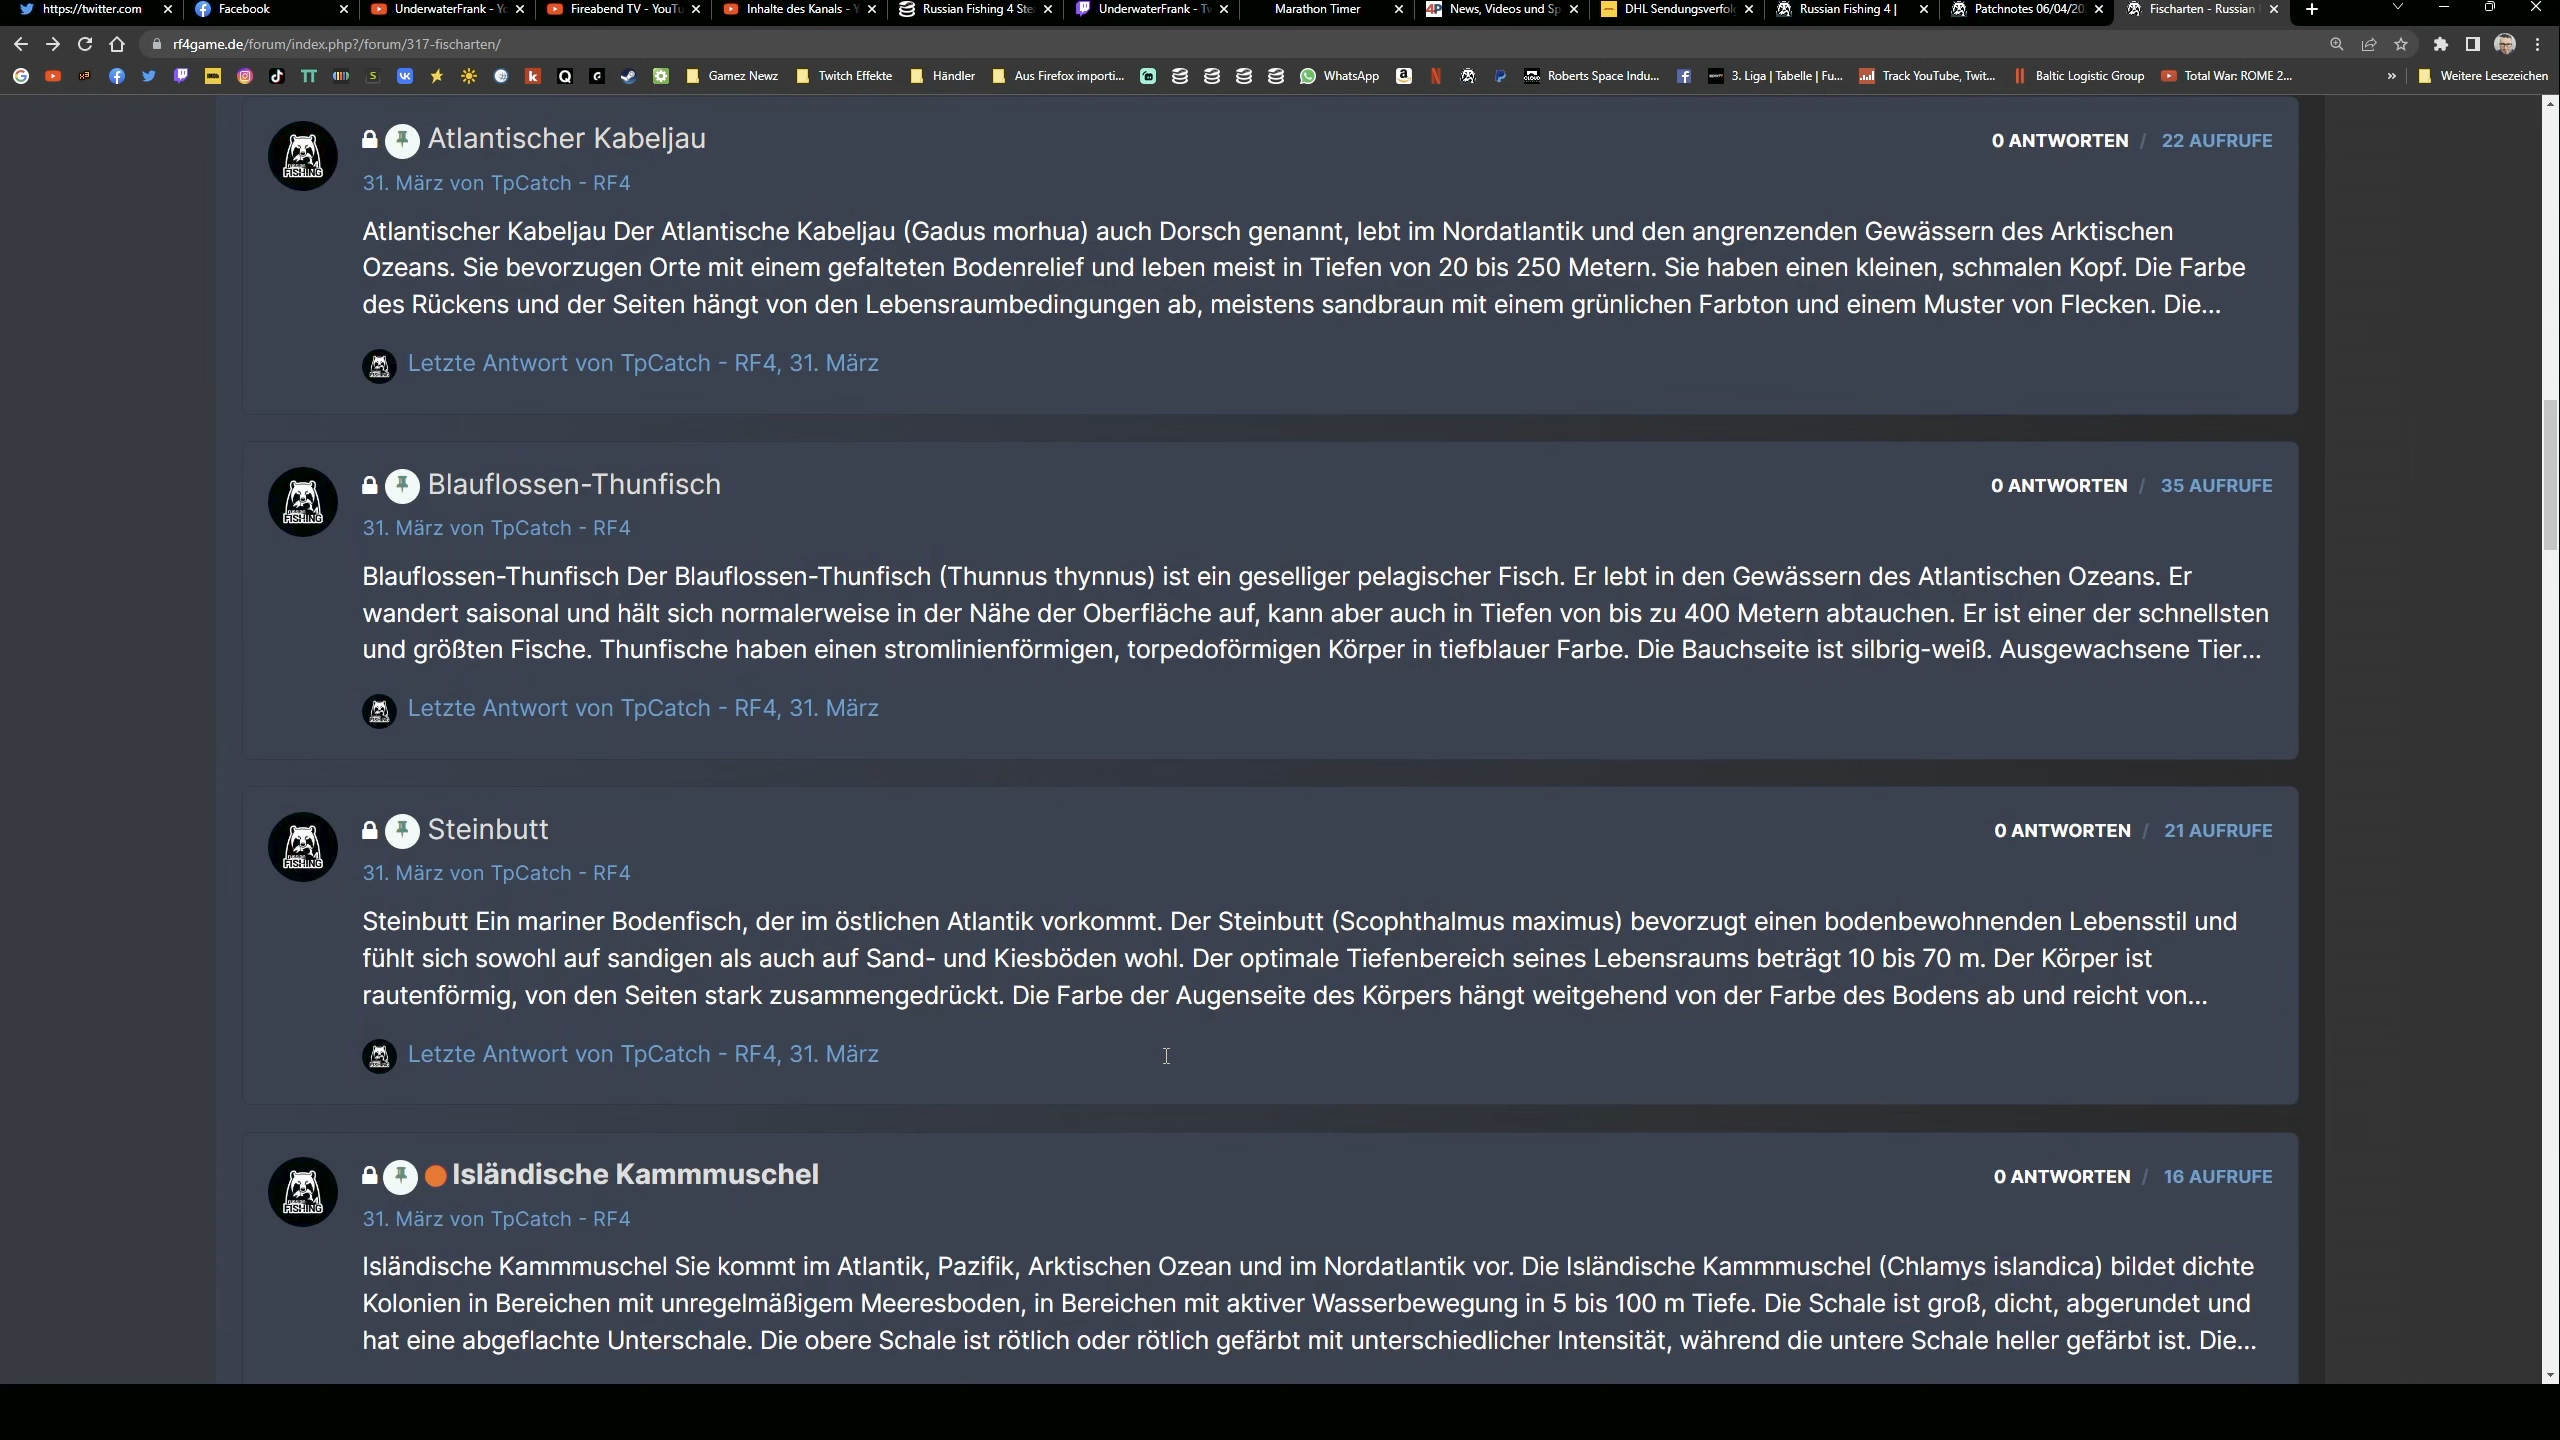 https://twitter.com
Facebook
UnderwaterFrank - Yo
Fireabend TV - YouTu
Inhalte des Kanals - Y
Russian Fishing 4 Ste
UnderwaterFrank - Tw
Marathon Timer
News, Videos und Sp
DHL Sendungsverfol
Russian Fishing 4 |
Patchnotes 06/04/20
Fischarten - Russian
rf4game.de/forum/index.php?/forum/317-fischarten/
Gamez Newz
Twitch Effekte
Händler
Aus Firefox importi...
WhatsApp
Roberts Space Indu...
3. Liga | Tabelle | Fu...
Track YouTube, Twit...
Baltic Logistic Group
Total War: ROME 2...
Weitere Lesezeichen
Atlantischer Kabeljau
0 ANTWORTEN / 22 AUFRUFE
31. März von TpCatch - RF4
Atlantischer Kabeljau Der Atlantische Kabeljau (Gadus morhua) auch Dorsch genannt, lebt im Nordatlantik und den angrenzenden Gewässern des Arktischen
Ozeans. Sie bevorzugen Orte mit einem gefalteten Bodenrelief und leben meist in Tiefen von 20 bis 250 Metern. Sie haben einen kleinen, schmalen Kopf. Die Farbe
des Rückens und der Seiten hängt von den Lebensraumbedingungen ab, meistens sandbraun mit einem grünlichen Farbton und einem Muster von Flecken. Die...
Letzte Antwort von TpCatch - RF4, 31. März
Blauflossen-Thunfisch
0 ANTWORTEN / 35 AUFRUFE
31. März von TpCatch - RF4
Blauflossen-Thunfisch Der Blauflossen-Thunfisch (Thunnus thynnus) ist ein geselliger pelagischer Fisch. Er lebt in den Gewässern des Atlantischen Ozeans. Er
wandert saisonal und hält sich normalerweise in der Nähe der Oberfläche auf, kann aber auch in Tiefen von bis zu 400 Metern abtauchen. Er ist einer der schnellsten
und größten Fische. Thunfische haben einen stromlinienförmigen, torpedoförmigen Körper in tiefblauer Farbe. Die Bauchseite ist silbrig-weiß. Ausgewachsene Tier...
Letzte Antwort von TpCatch - RF4, 31. März
Steinbutt
0 ANTWORTEN / 21 AUFRUFE
31. März von TpCatch - RF4
Steinbutt Ein mariner Bodenfisch, der im östlichen Atlantik vorkommt. Der Steinbutt (Scophthalmus maximus) bevorzugt einen bodenbewohnenden Lebensstil und
fühlt sich sowohl auf sandigen als auch auf Sand- und Kiesböden wohl. Der optimale Tiefenbereich seines Lebensraums beträgt 10 bis 70 m. Der Körper ist
rautenförmig, von den Seiten stark zusammengedrückt. Die Farbe der Augenseite des Körpers hängt weitgehend von der Farbe des Bodens ab und reicht von...
Letzte Antwort von TpCatch - RF4, 31. März
Isländische Kammmuschel
0 ANTWORTEN / 16 AUFRUFE
31. März von TpCatch - RF4
Isländische Kammmuschel Sie kommt im Atlantik, Pazifik, Arktischen Ozean und im Nordatlantik vor. Die Isländische Kammmuschel (Chlamys islandica) bildet dichte
Kolonien in Bereichen mit unregelmäßigem Meeresboden, in Bereichen mit aktiver Wasserbewegung in 5 bis 100 m Tiefe. Die Schale ist groß, dicht, abgerundet und
hat eine abgeflachte Unterschale. Die obere Schale ist rötlich oder rötlich gefärbt mit unterschiedlicher Intensität, während die untere Schale heller gefärbt ist. Die...